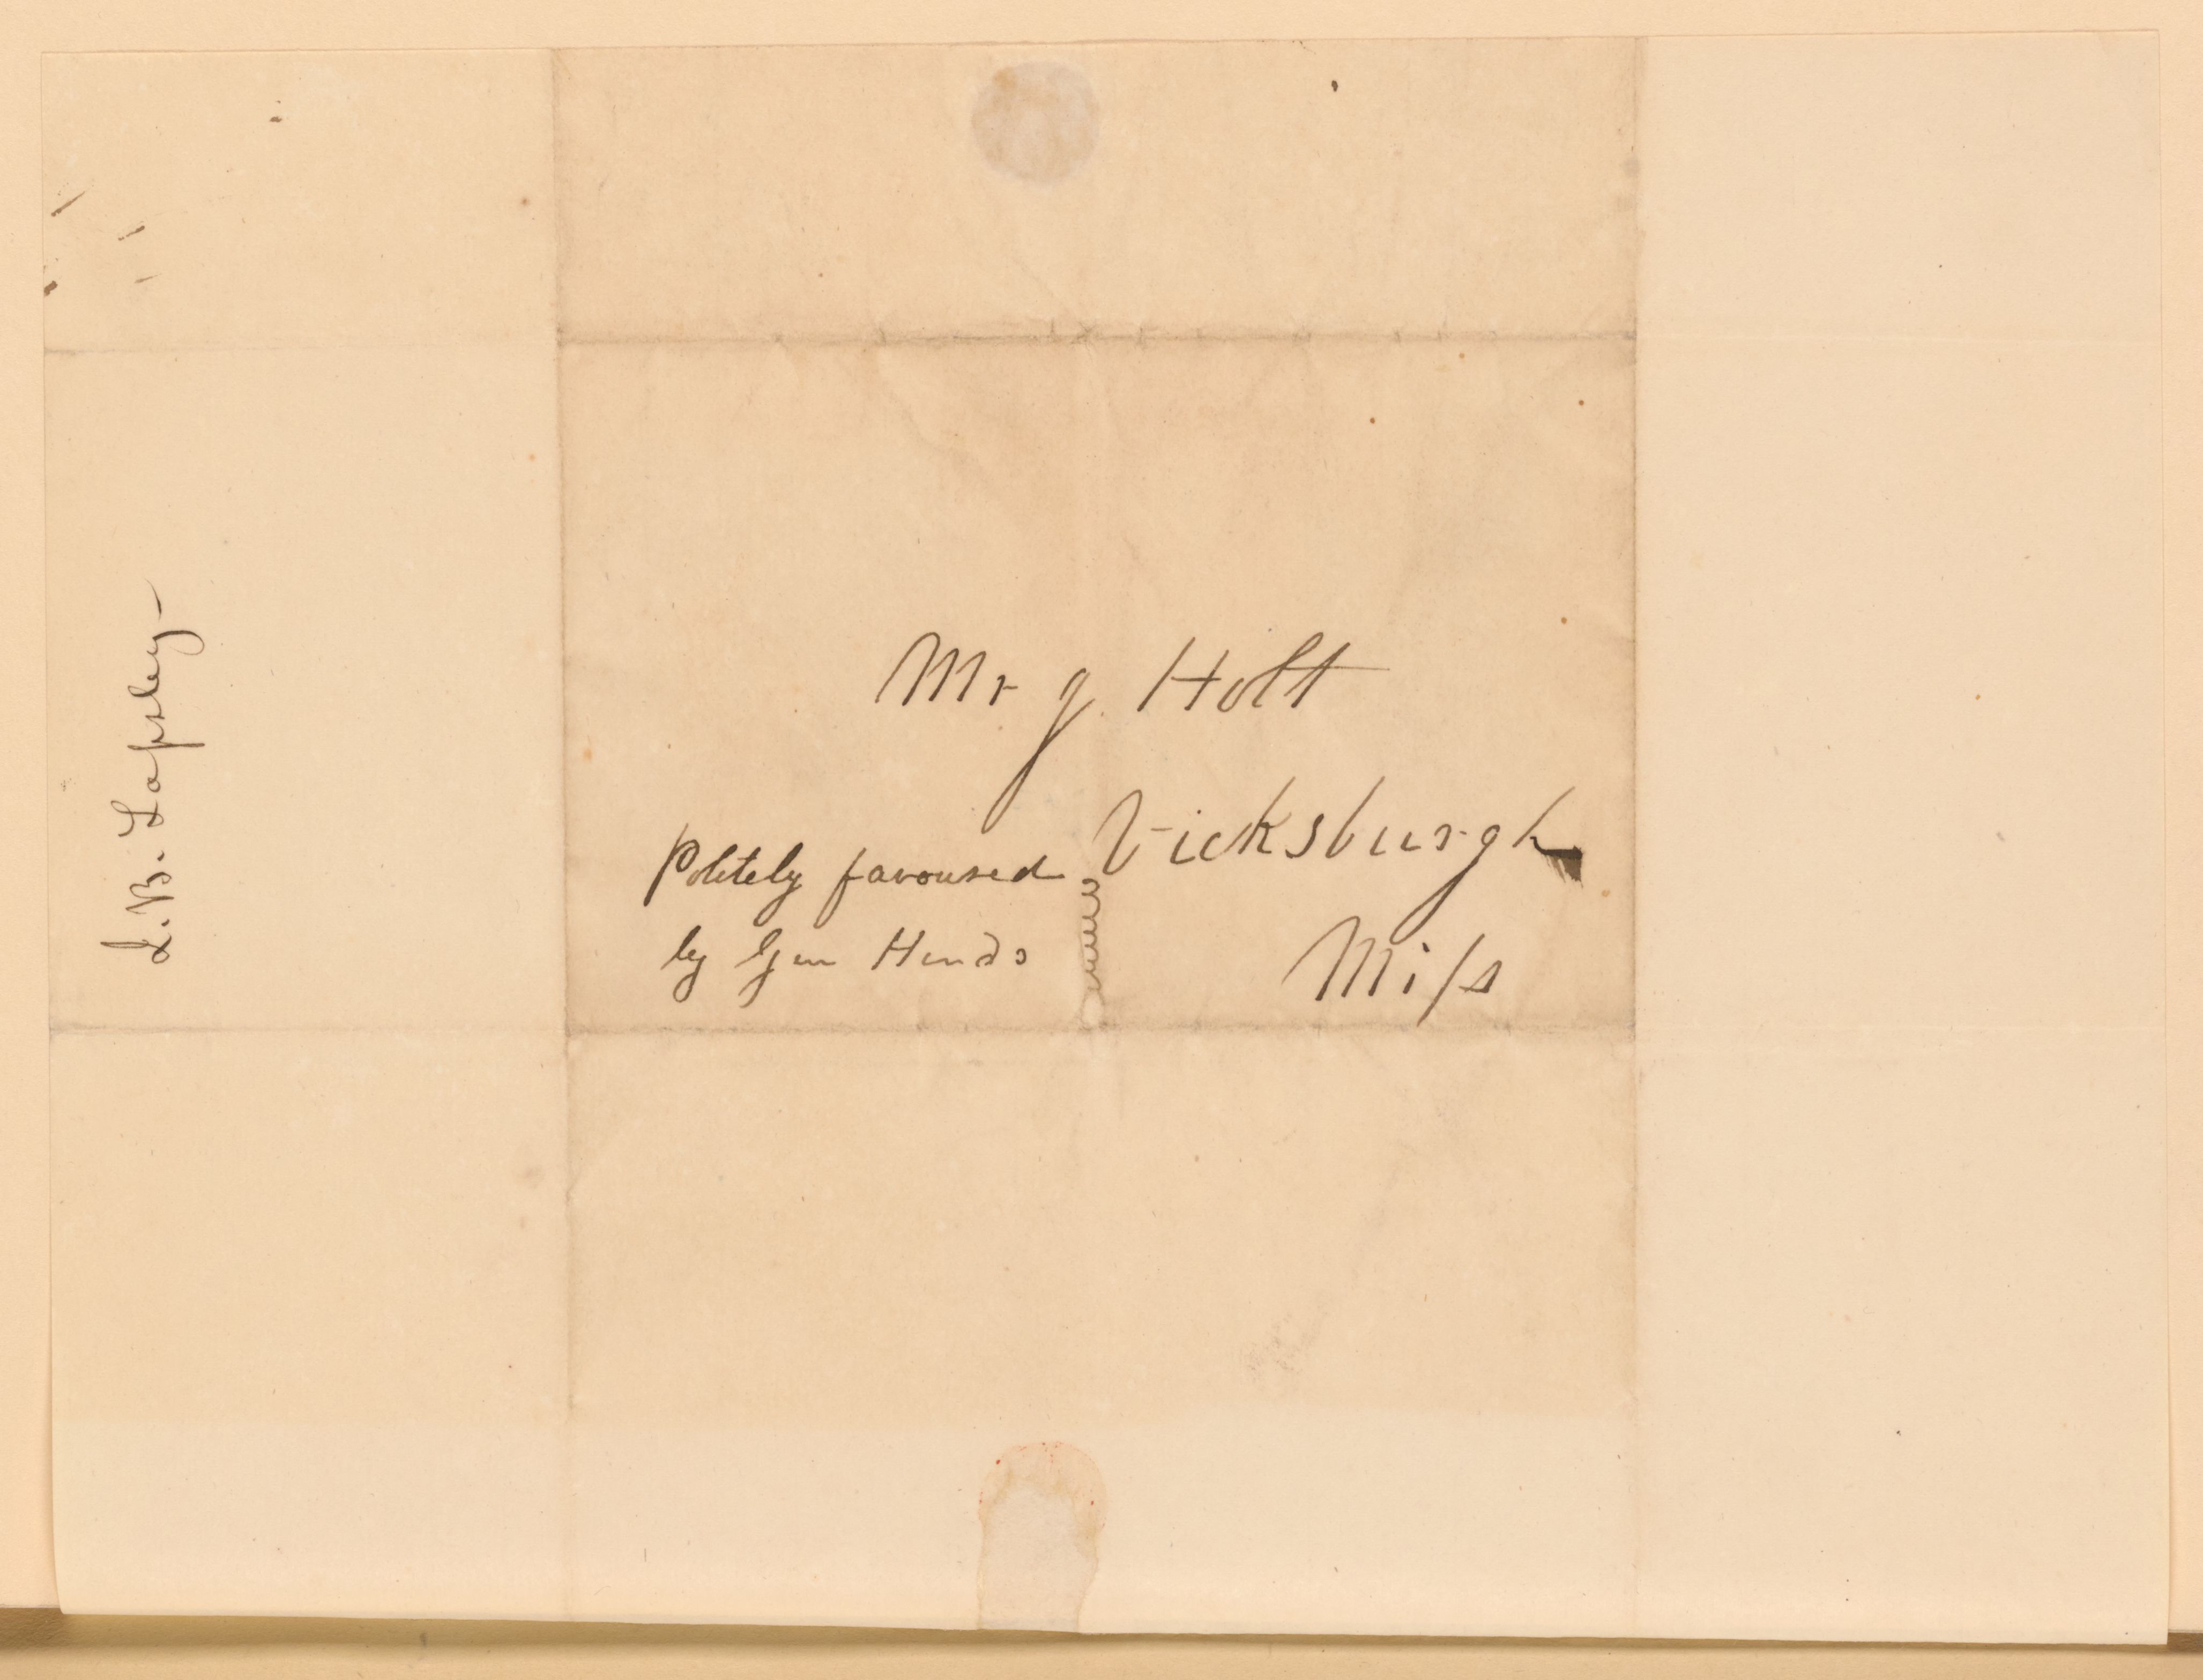 Mr J. Holt
Vicksburgh
Miss
Politely favoured
by Gen Hinds
J. B. Lapsley-